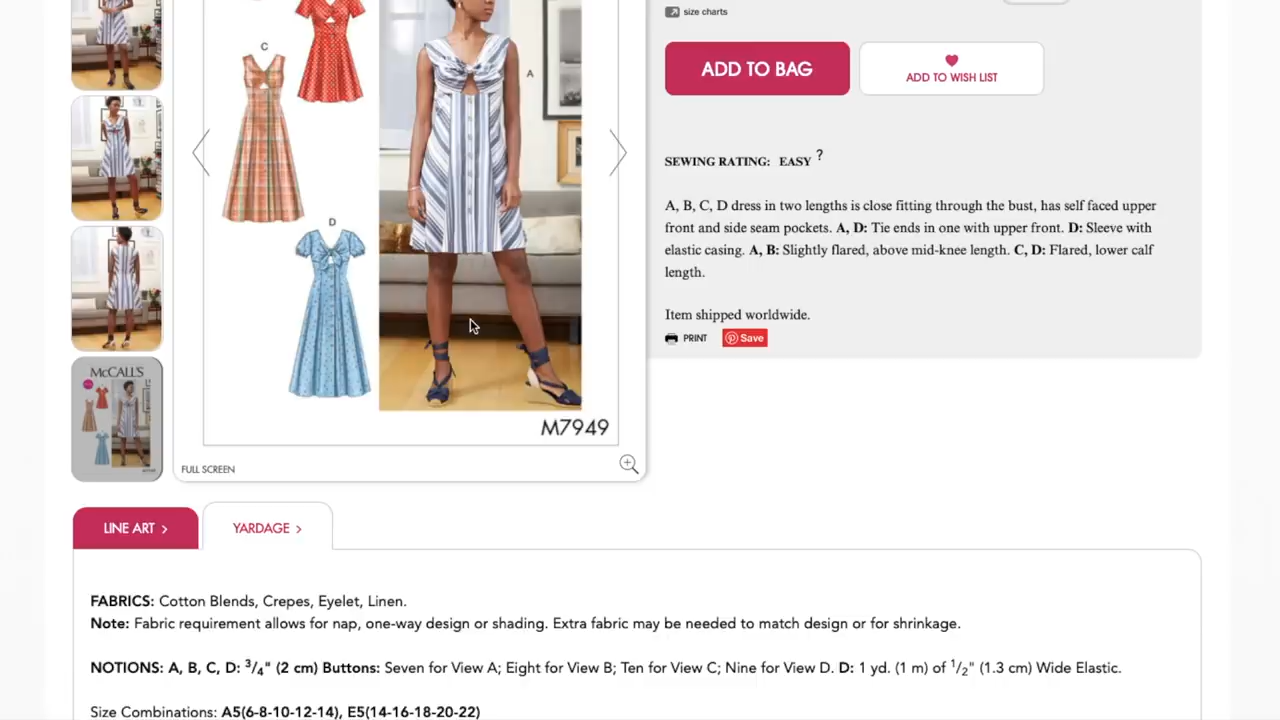 size charts
C
A
D
ADD TO BAG
ADD TO WISH LIST
SEWING RATING: EASY ?
A, B, C, D dress in two lengths is close fitting through the bust, has self faced upper
front and side seam pockets. A, D: Tie ends in one with upper front. D: Sleeve with
elastic casing. A, B: Slightly flared, above mid-knee length. C, D: Flared, lower calf
length.
Item shipped worldwide.
PRINT Save
McCALL'S
M7949
FULL SCREEN
LINE ART >
YARDAGE >
FABRICS: Cotton Blends, Crepes, Eyelet, Linen.
Note: Fabric requirement allows for nap, one-way design or shading. Extra fabric may be needed to match design or for shrinkage.
NOTIONS: A, B, C, D: 3/4" (2 cm) Buttons: Seven for View A; Eight for View B; Ten for View C; Nine for View D. D: 1 yd. (1 m) of 1/2" (1.3 cm) Wide Elastic.
Size Combinations: A5(6-8-10-12-14), E5(14-16-18-20-22)